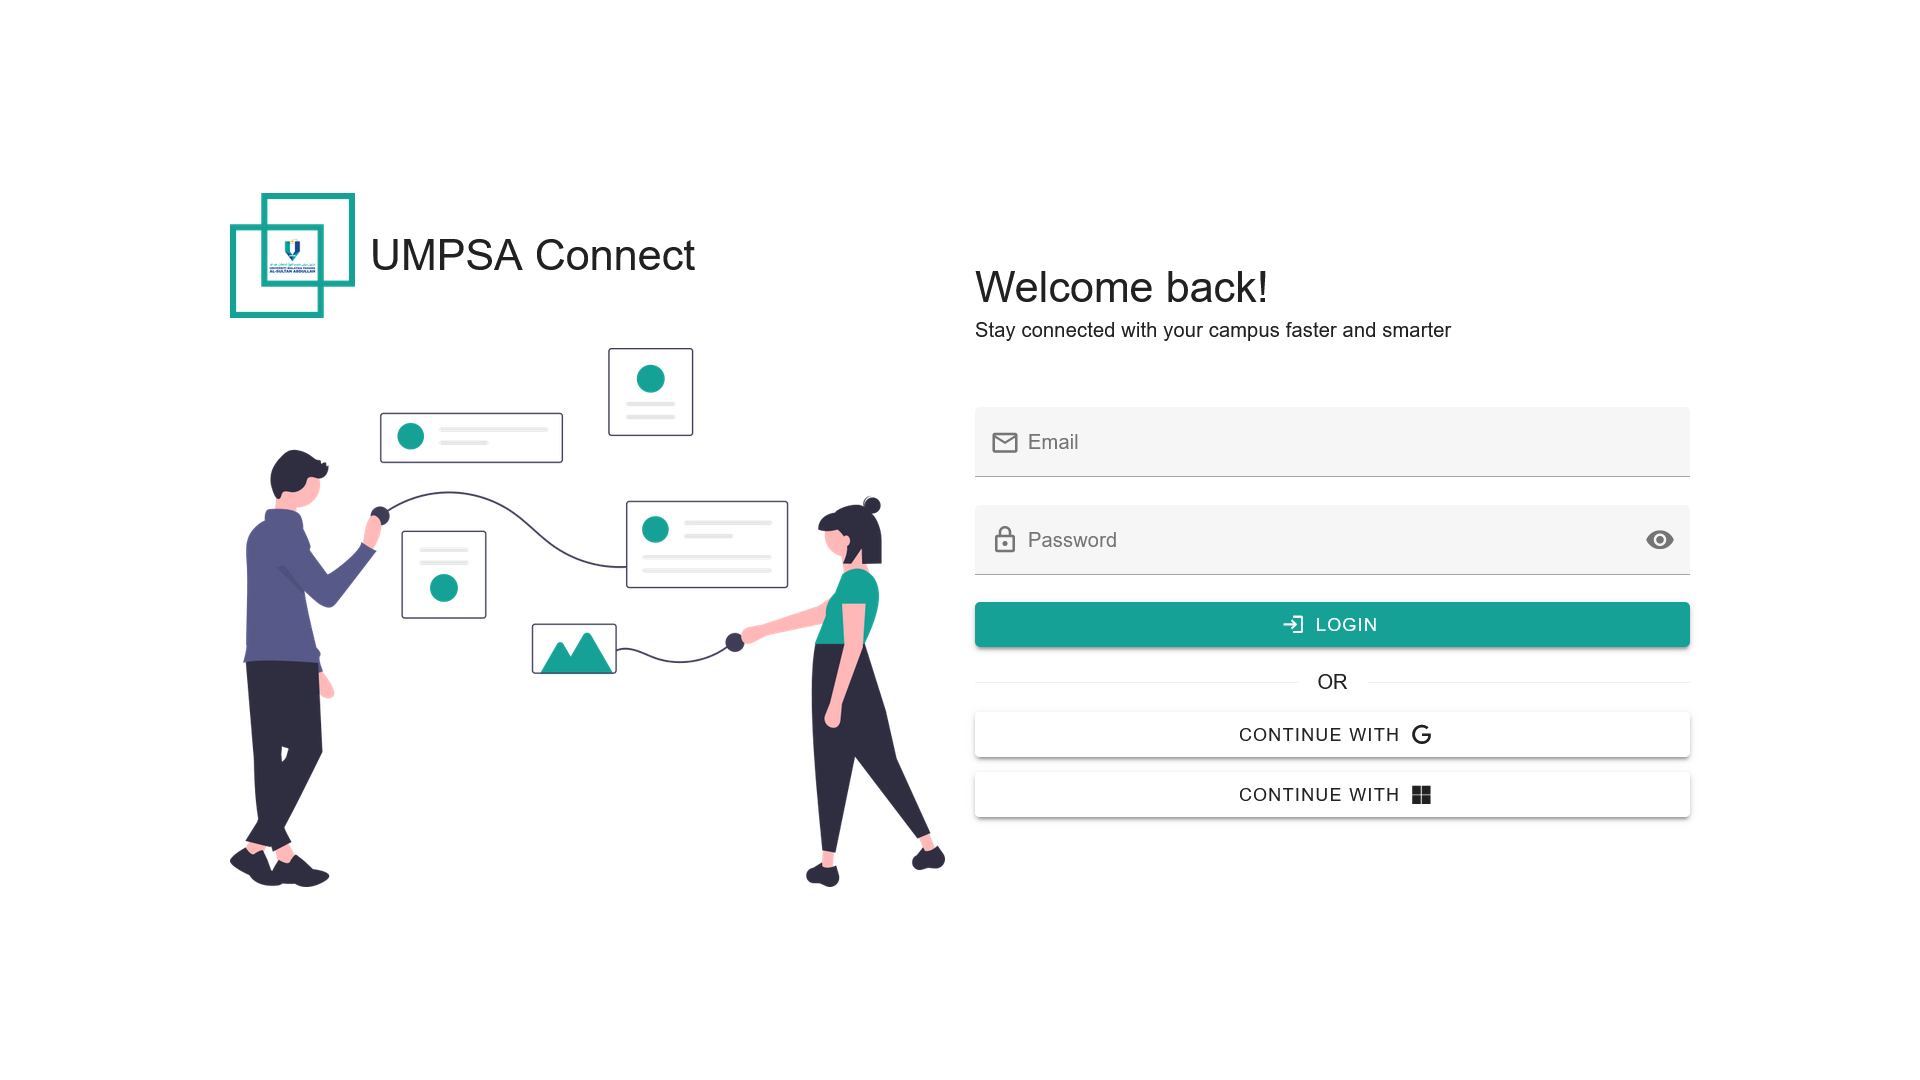 UMPSA Connect
Welcome back!
Stay connected with your campus faster and smarter
Email
Password
LOGIN
OR
CONTINUE WITH
CONTINUE WITH